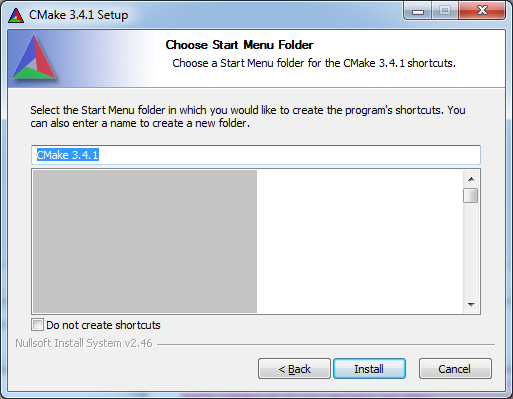 CMake 3.4.1 Setup
Choose Start Menu Folder
Choose a Start Menu folder for the CMake 3.4.1 shortcuts.
Select the Start Menu folder in which you would like to create the program's shortcuts. You
can also enter a name to create a new folder.
CMake 3.4.1
Do not create shortcuts
Nullsoft Install System v2.46
< Back
Install
Cancel